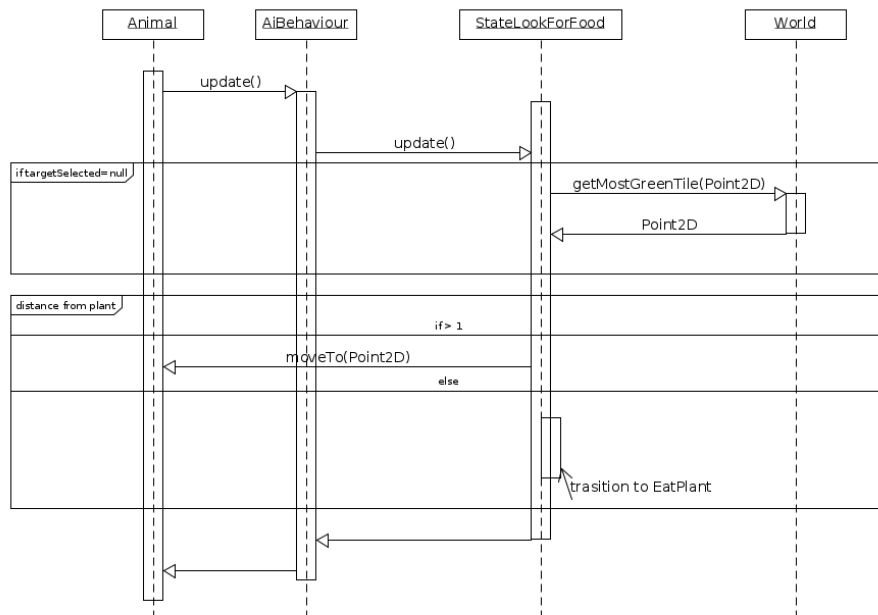 Animal
AiBehaviour
StateLookForFood
World
update()
update()
iftargetSelected=null
getMostGreenTile(Point2D)
Point2D
distance from plant
if> 1
moveTo(Point2D)
else
trasition to EatPlant